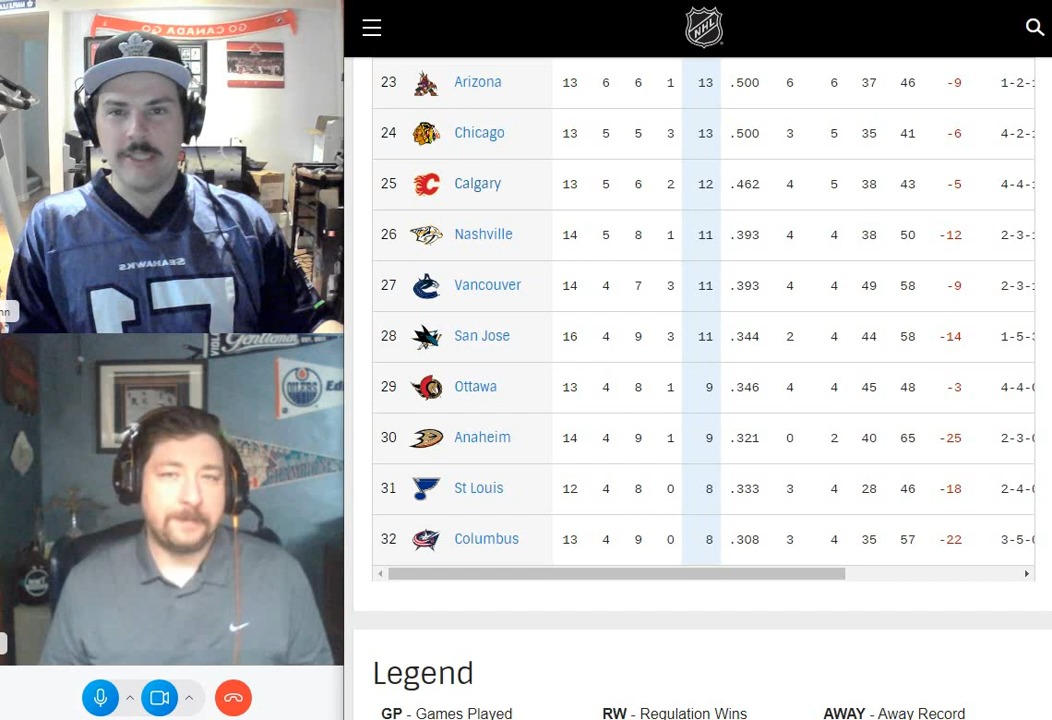 GO CANADA GO
SEAHAWKS
nn
Gentlemen
OILERS
Ed
NHL
23 Arizona 13 6 6 1 13 .500 6 6 37 46 -9 1-2-
24 Chicago 13 5 5 3 13 .500 3 5 35 41 -6 4-2-
25 Calgary 13 5 6 2 12 .462 4 5 38 43 -5 4-4-
26 Nashville 14 5 8 1 11 .393 4 4 38 50 -12 2-3-
27 Vancouver 14 4 7 3 11 .393 4 4 49 58 -9 2-3-
28 San Jose 16 4 9 3 11 .344 2 4 44 58 -14 1-5-
29 Ottawa 13 4 8 1 9 .346 4 4 45 48 -3 4-4-
30 Anaheim 14 4 9 1 9 .321 0 2 40 65 -25 2-3-
31 St Louis 12 4 8 0 8 .333 3 4 28 46 -18 2-4-
32 Columbus 13 4 9 0 8 .308 3 4 35 57 -22 3-5-
Legend
GP - Games Played RW - Regulation Wins AWAY - Away Record